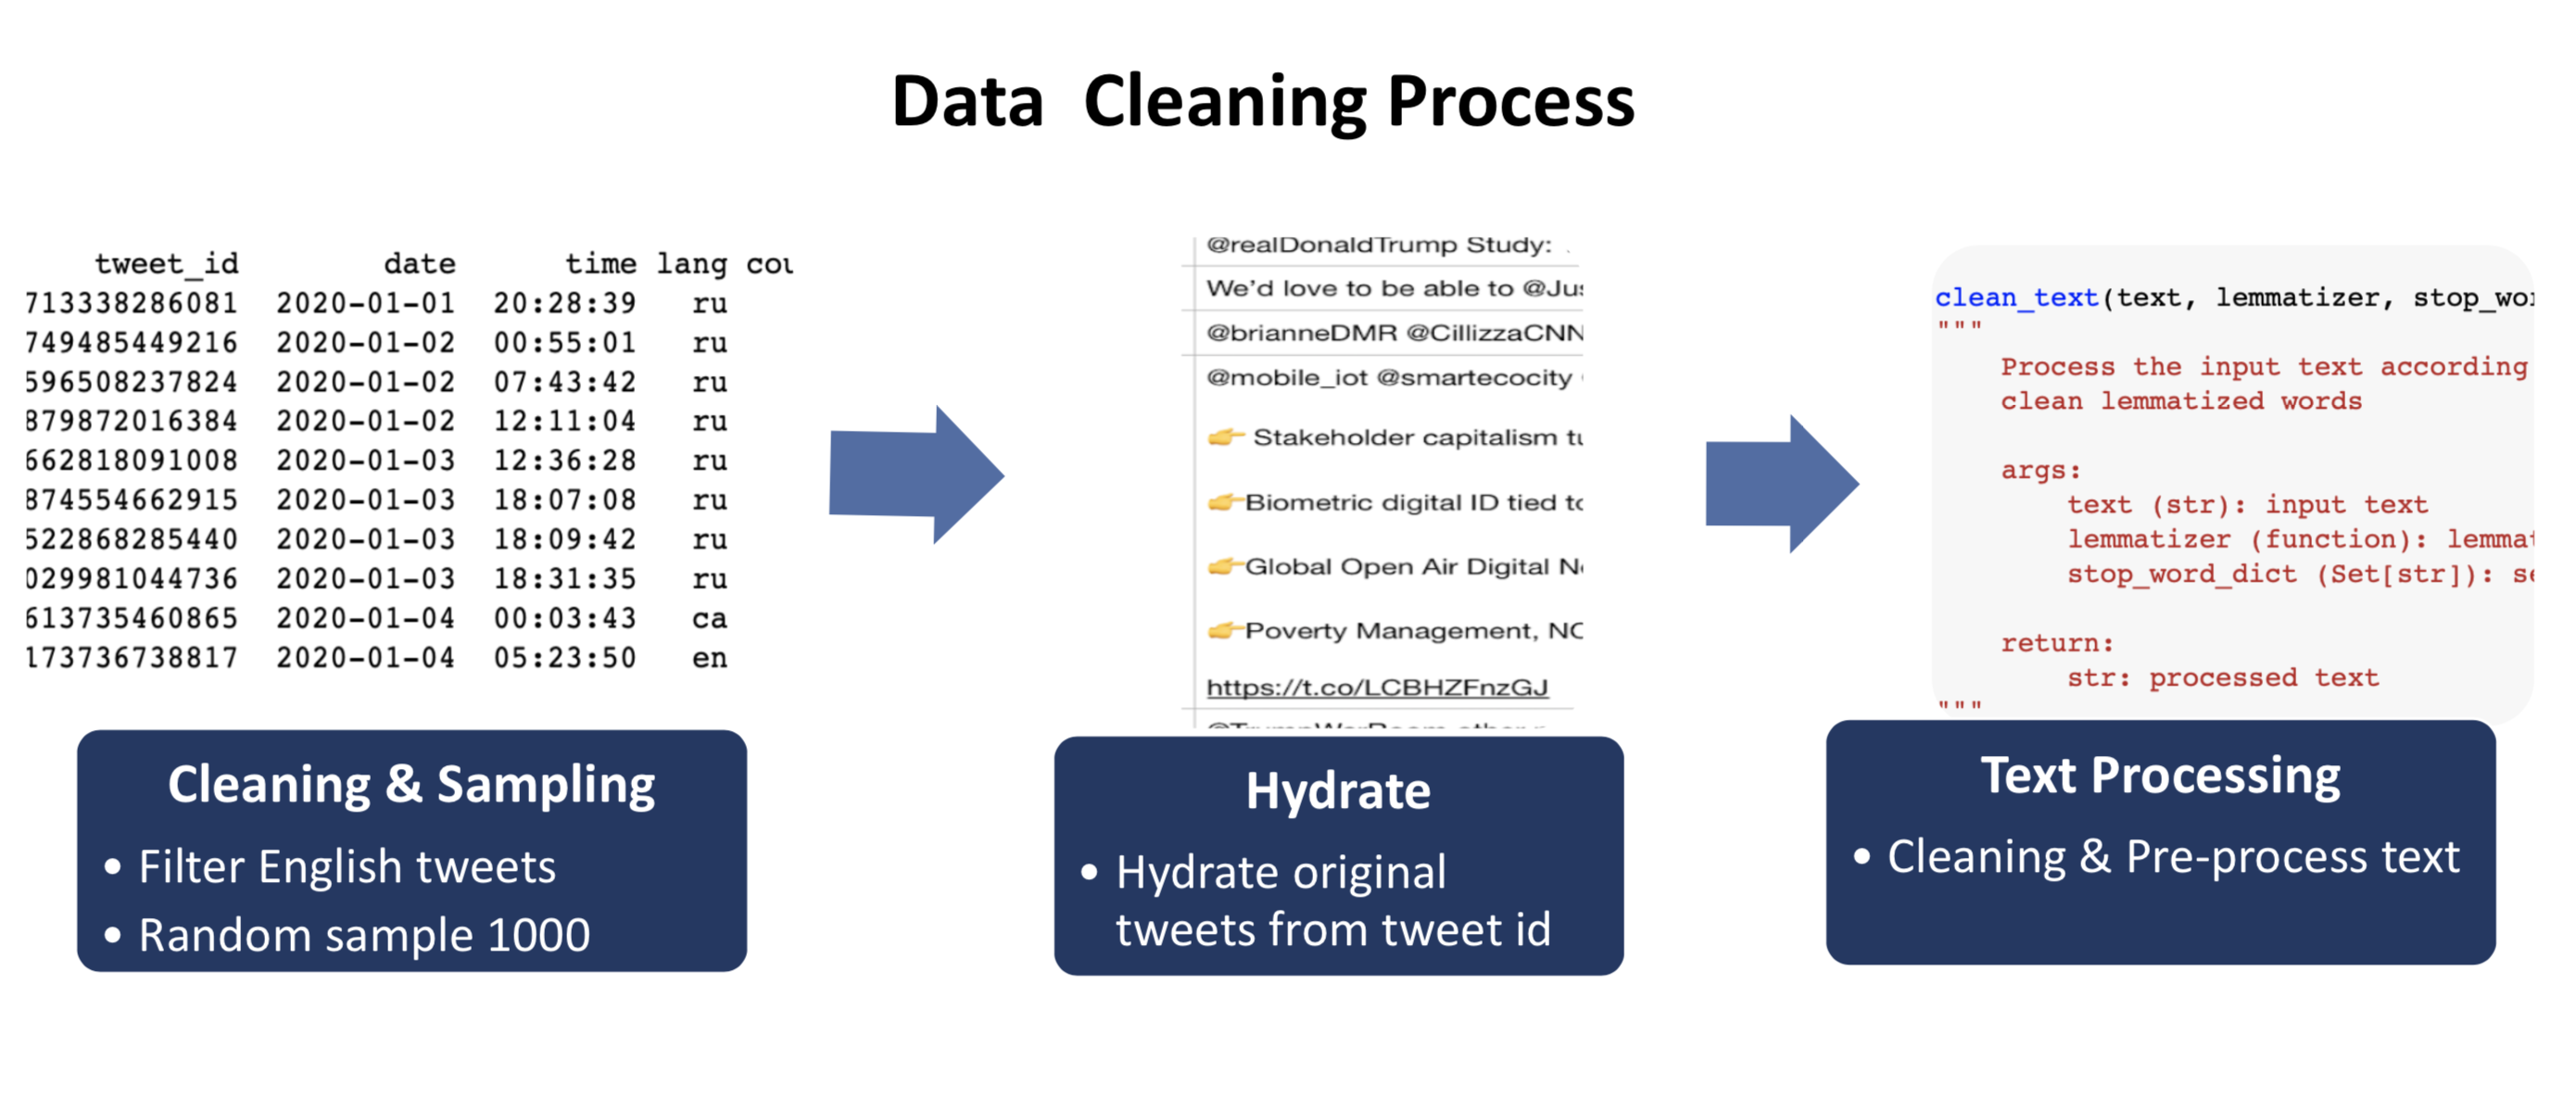 Data Cleaning Process
tweet_id date time lang
713338286081 2020-01-01 20:28:39 ru
749485449216 2020-01-02 00:55:01 ru
596508237824 2020-01-02 07:43:42 ru
879872016384 2020-01-02 12:11:04 ru
662818091008 2020-01-03 12:36:28 ru
874554662915 2020-01-03 18:07:08 ru
522868285440 2020-01-03 18:09:42 ru
029981044736 2020-01-03 18:31:35 ru
613735460865 2020-01-04 00:03:43 ca
173736738817 2020-01-04 05:23:50 en
Cleaning & Sampling
• Filter English tweets
• Random sample 1000
@realDonaldTrump Study:
We’d love to be able to
@brianneDMR @CillizzaCNN
@mobile_iot @smartecocity
👉 Stakeholder capitalism
👉Biometric digital ID tied
👉Global Open Air Digital
👉Poverty Management,
https://t.co/LCBHZFnzGJ
Hydrate
• Hydrate original
tweets from tweet id
clean_text(text, lemmatizer,
"""
Process the input text according
clean lemmatized words
args:
text (str): input text
lemmatizer (function):
stop_word_dict (Set[str]):
return:
str: processed text
"""
Text Processing
• Cleaning & Pre-process text